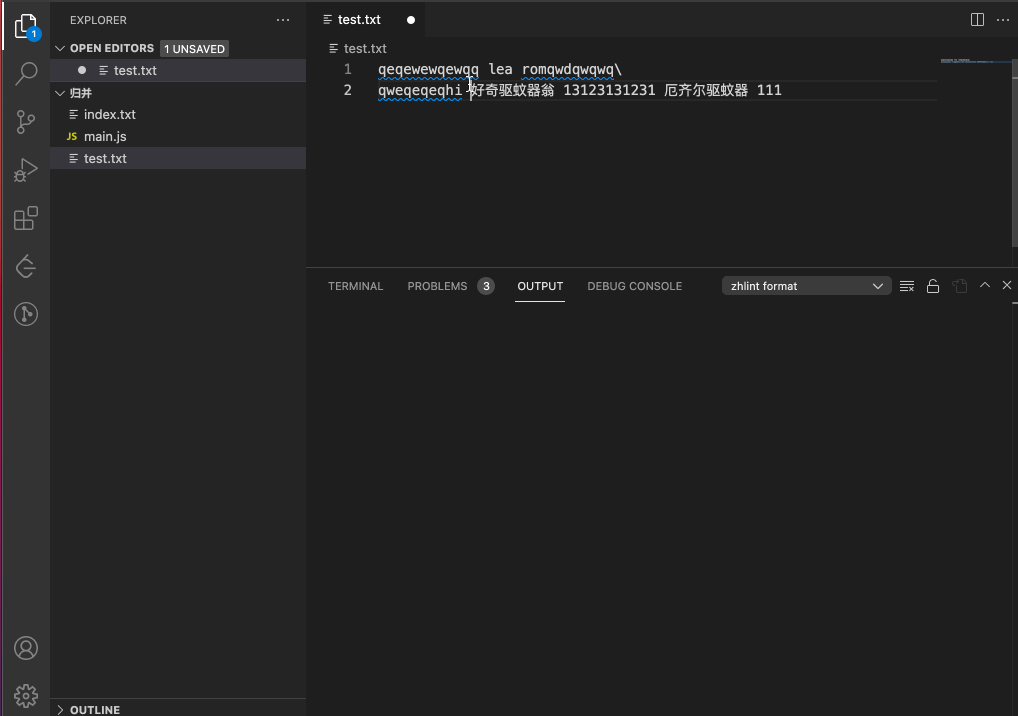 EXPLORER
OPEN EDITORS 1 UNSAVED
test.txt
归并
index.txt
JS main.js
test.txt
OUTLINE
1
test.txt
test.txt
1 qeqewewqewqq lea romqwdqwqwq\
2 qweqeqeqhi 好奇驱蚊器翁 13123131231 厄齐尔驱蚊器 111
TERMINAL PROBLEMS 3 OUTPUT DEBUG CONSOLE zhlint format